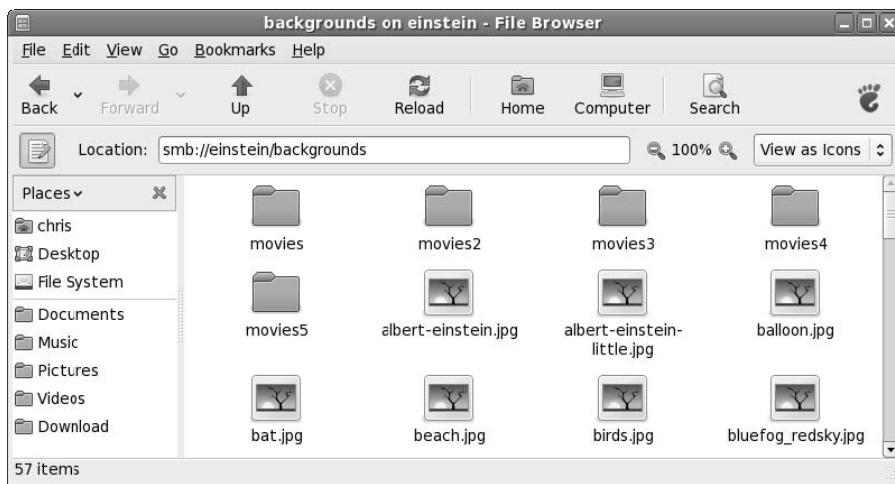 backgrounds on einstein - File Browser
File Edit View Go Bookmarks Help
Back Forward Up Stop Reload Home Computer Search
Location: smb://einstein/backgrounds 100% View as Icons
Places
chris
Desktop
File System
Documents
Music
Pictures
Videos
Download
movies movies2 movies3 movies4
movies5 albert-einstein.jpg albert-einstein- balloon.jpg
little.jpg
bat.jpg beach.jpg birds.jpg bluefog_redsky.jpg
57 items